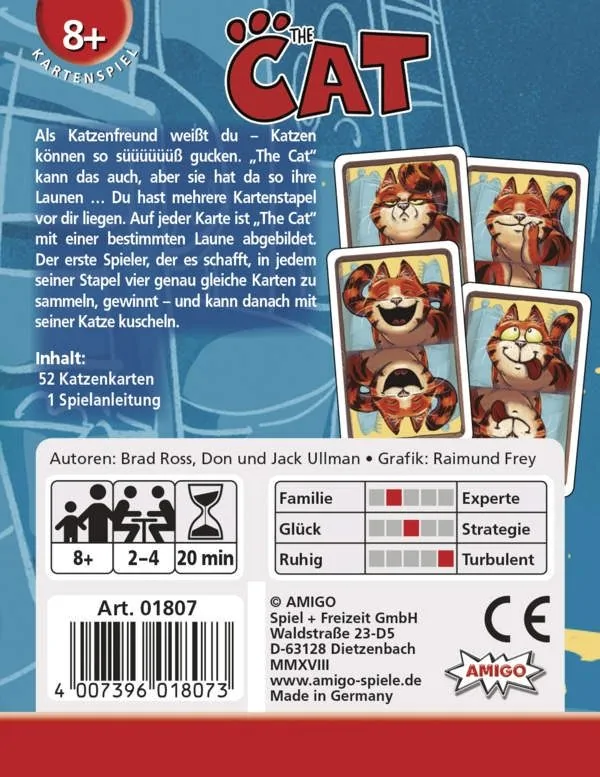 8+
KARTENSPIEL
THE
CAT
Als Katzenfreund weißt du – Katzen
können so süüüüüüß gucken. „The Cat“
kann das auch, aber sie hat da so ihre
Launen ... Du hast mehrere Kartenstapel
vor dir liegen. Auf jeder Karte ist „The Cat“
mit einer bestimmten Laune abgebildet.
Der erste Spieler, der es schafft, in jedem
seiner Stapel vier genau gleiche Karten zu
sammeln, gewinnt – und kann danach mit
seiner Katze kuscheln.
Inhalt:
52 Katzenkarten
1 Spielanleitung
Autoren: Brad Ross, Don und Jack Ullman • Grafik: Raimund Frey
8+
2–4
20 min
Familie Experte
Glück Strategie
Ruhig Turbulent
Art. 01807
4 007396 018073
© AMIGO
Spiel + Freizeit GmbH
Waldstraße 23-D5
D-63128 Dietzenbach
MMXVIII
www.amigo-spiele.de
Made in Germany
CE
AMIGO